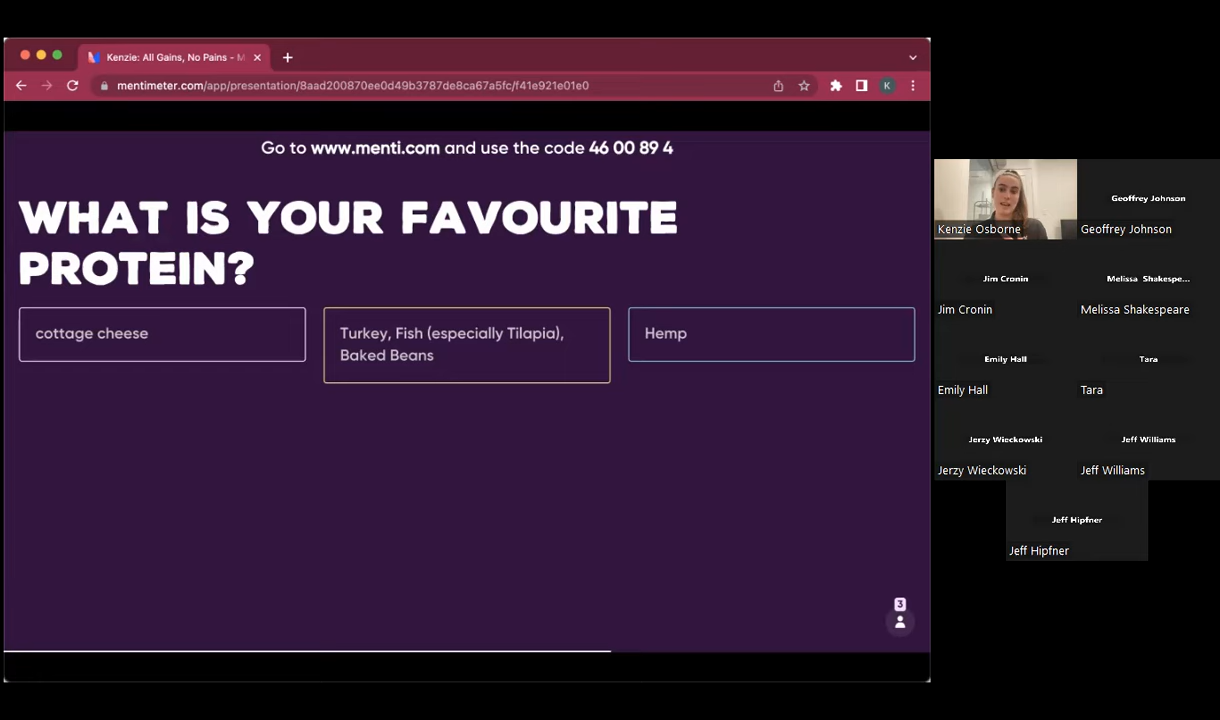 Kenzie: All Gains, No Pains - M
mentimeter.com/app/presentation/8aad200870ee0d49b3787de8ca67a5fc/f41e921e01e0
K
Go to www.menti.com and use the code 46 00 89 4
WHAT IS YOUR FAVOURITE
PROTEIN?
cottage cheese
Turkey, Fish (especially Tilapia),
Baked Beans
Hemp
3
Kenzie Osborne
Geoffrey Johnson
Geoffrey Johnson
Jim Cronin
Jim Cronin
Melissa Shakespe...
Melissa Shakespeare
Emily Hall
Emily Hall
Tara
Tara
Jerzy Wieckowski
Jerzy Wieckowski
Jeff Williams
Jeff Williams
Jeff Hipfner
Jeff Hipfner